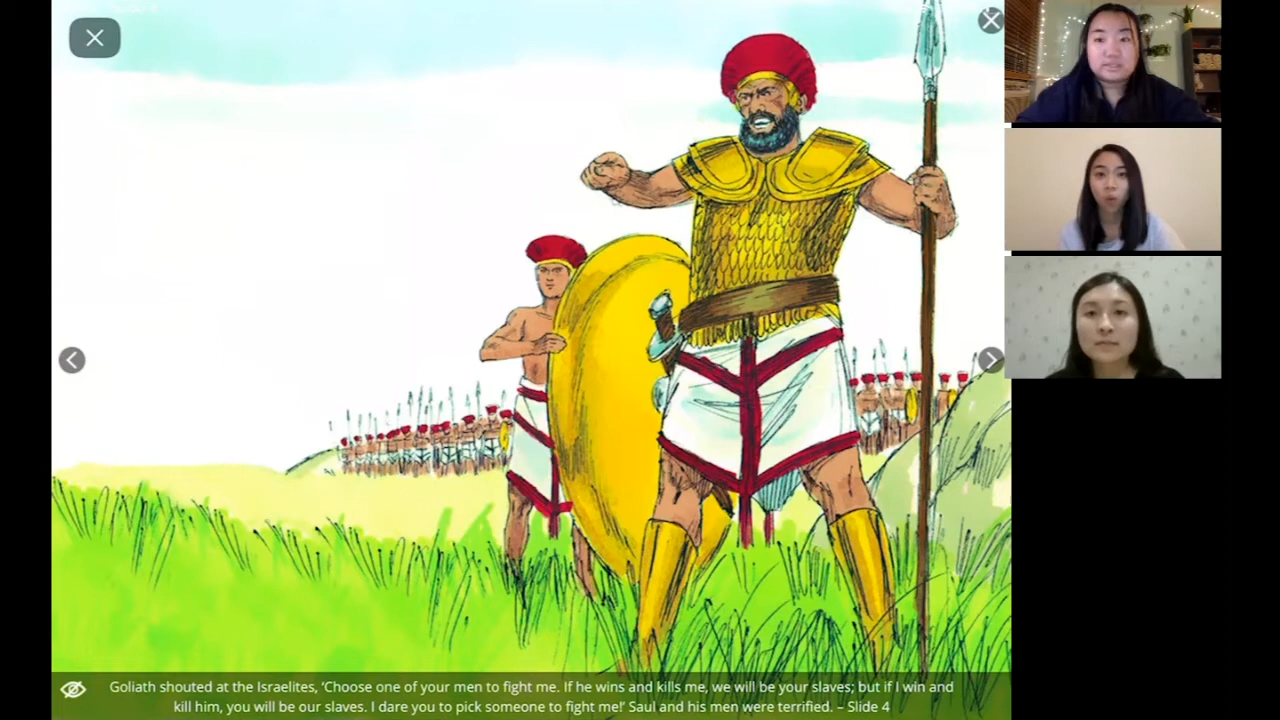 Goliath shouted at the Israelites, ‘Choose one of your men to fight me. If he wins and kills me, we will be your slaves; but if I win and
kill him, you will be our slaves. I dare you to pick someone to fight me!’ Saul and his men were terrified. – Slide 4